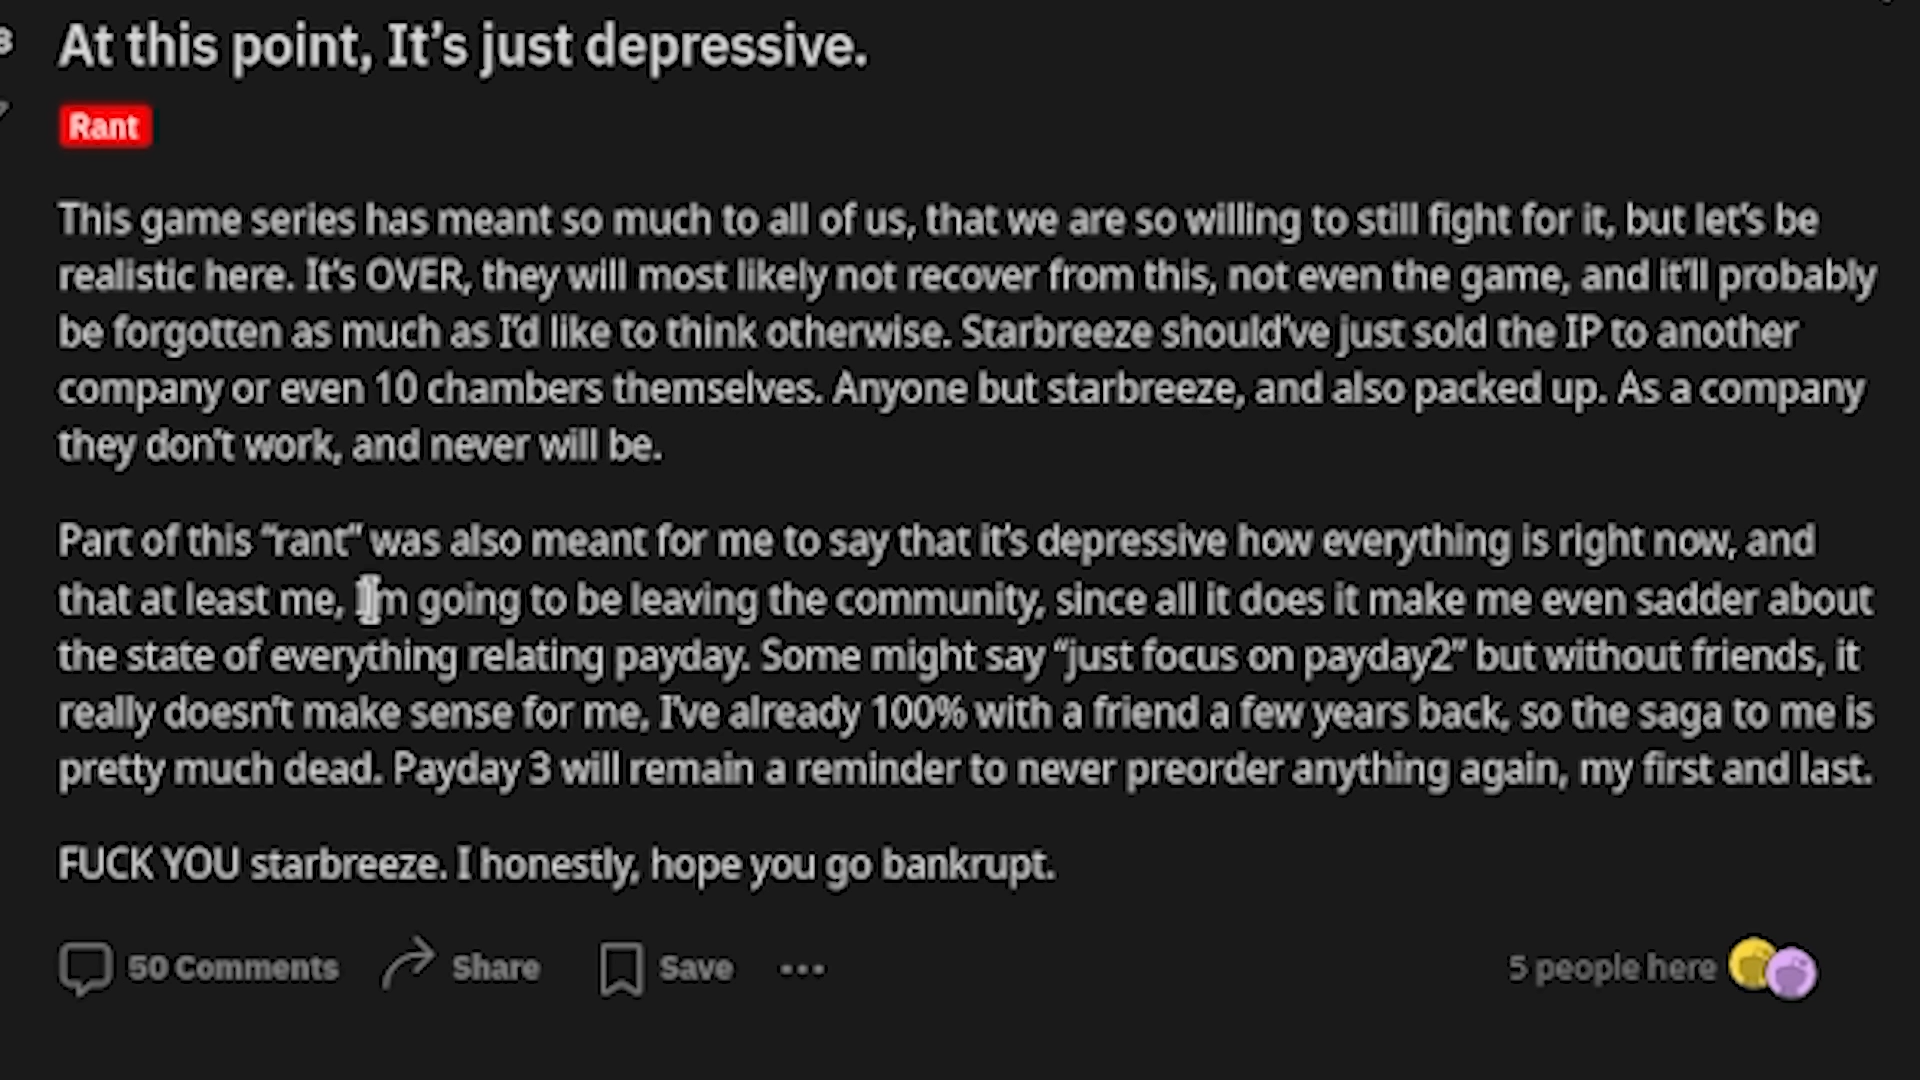 At this point, It's just depressive.
Rant
This game series has meant so much to all of us, that we are so willing to still fight for it, but let's be
realistic here. It's OVER, they will most likely not recover from this, not even the game, and it'll probably
be forgotten as much as I'd like to think otherwise. Starbreeze should've just sold the IP to another
company or even 10 chambers themselves. Anyone but starbreeze, and also packed up. As a company
they don't work, and never will be.
Part of this “rant” was also meant for me to say that it's depressive how everything is right now, and
that at least me, I'm going to be leaving the community, since all it does it make me even sadder about
the state of everything relating payday. Some might say “just focus on payday2” but without friends, it
really doesn't make sense for me, I've already 100% with a friend a few years back, so the saga to me is
pretty much dead. Payday 3 will remain a reminder to never preorder anything again, my first and last.
FUCK YOU starbreeze. I honestly, hope you go bankrupt.
50 Comments Share Save ... 5 people here